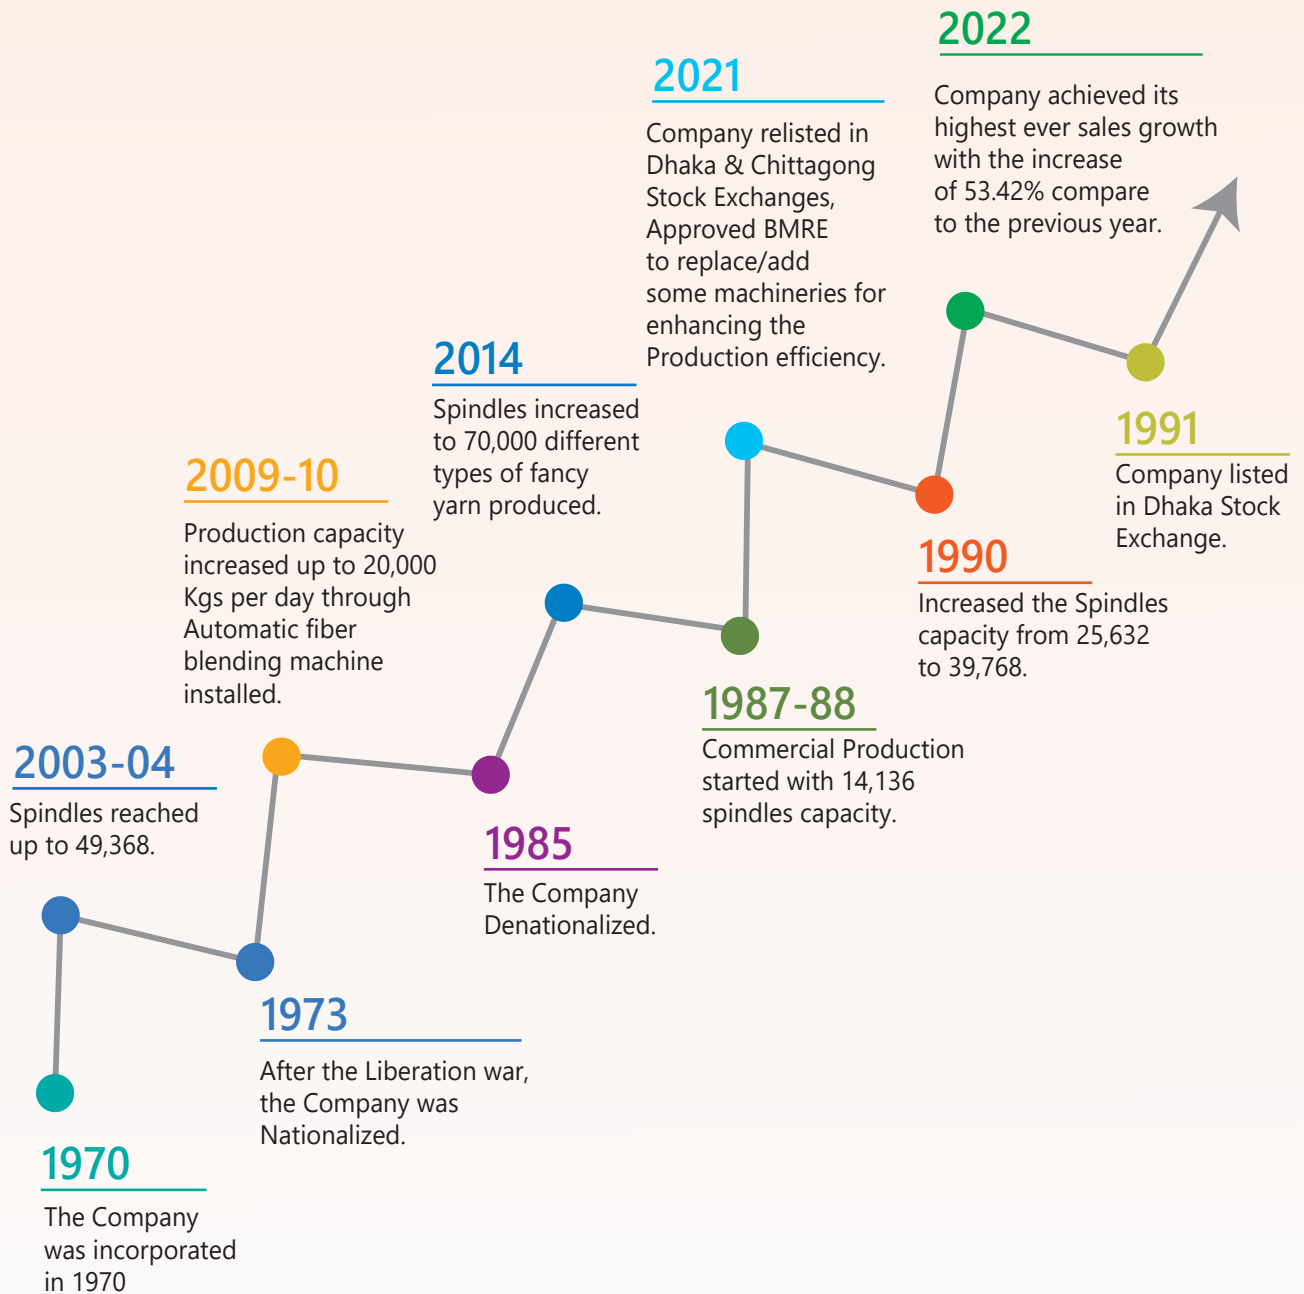 2022
Company achieved its
highest ever sales growth
with the increase
of 53.42% compare
to the previous year.
2021
Company relisted in
Dhaka & Chittagong
Stock Exchanges,
Approved BMRE
to replace/add
some machineries for
enhancing the
Production efficiency.
2014
Spindles increased
to 70,000 different
types of fancy
yarn produced.
2009-10
Production capacity
increased up to 20,000
Kgs per day through
Automatic fiber
blending machine
installed.
2003-04
Spindles reached
up to 49,368.
1991
Company listed
in Dhaka Stock
Exchange.
1990
Increased the Spindles
capacity from 25,632
to 39,768.
1987-88
Commercial Production
started with 14,136
spindles capacity.
1985
The Company
Denationalized.
1973
After the Liberation war,
the Company was
Nationalized.
1970
The Company
was incorporated
in 1970